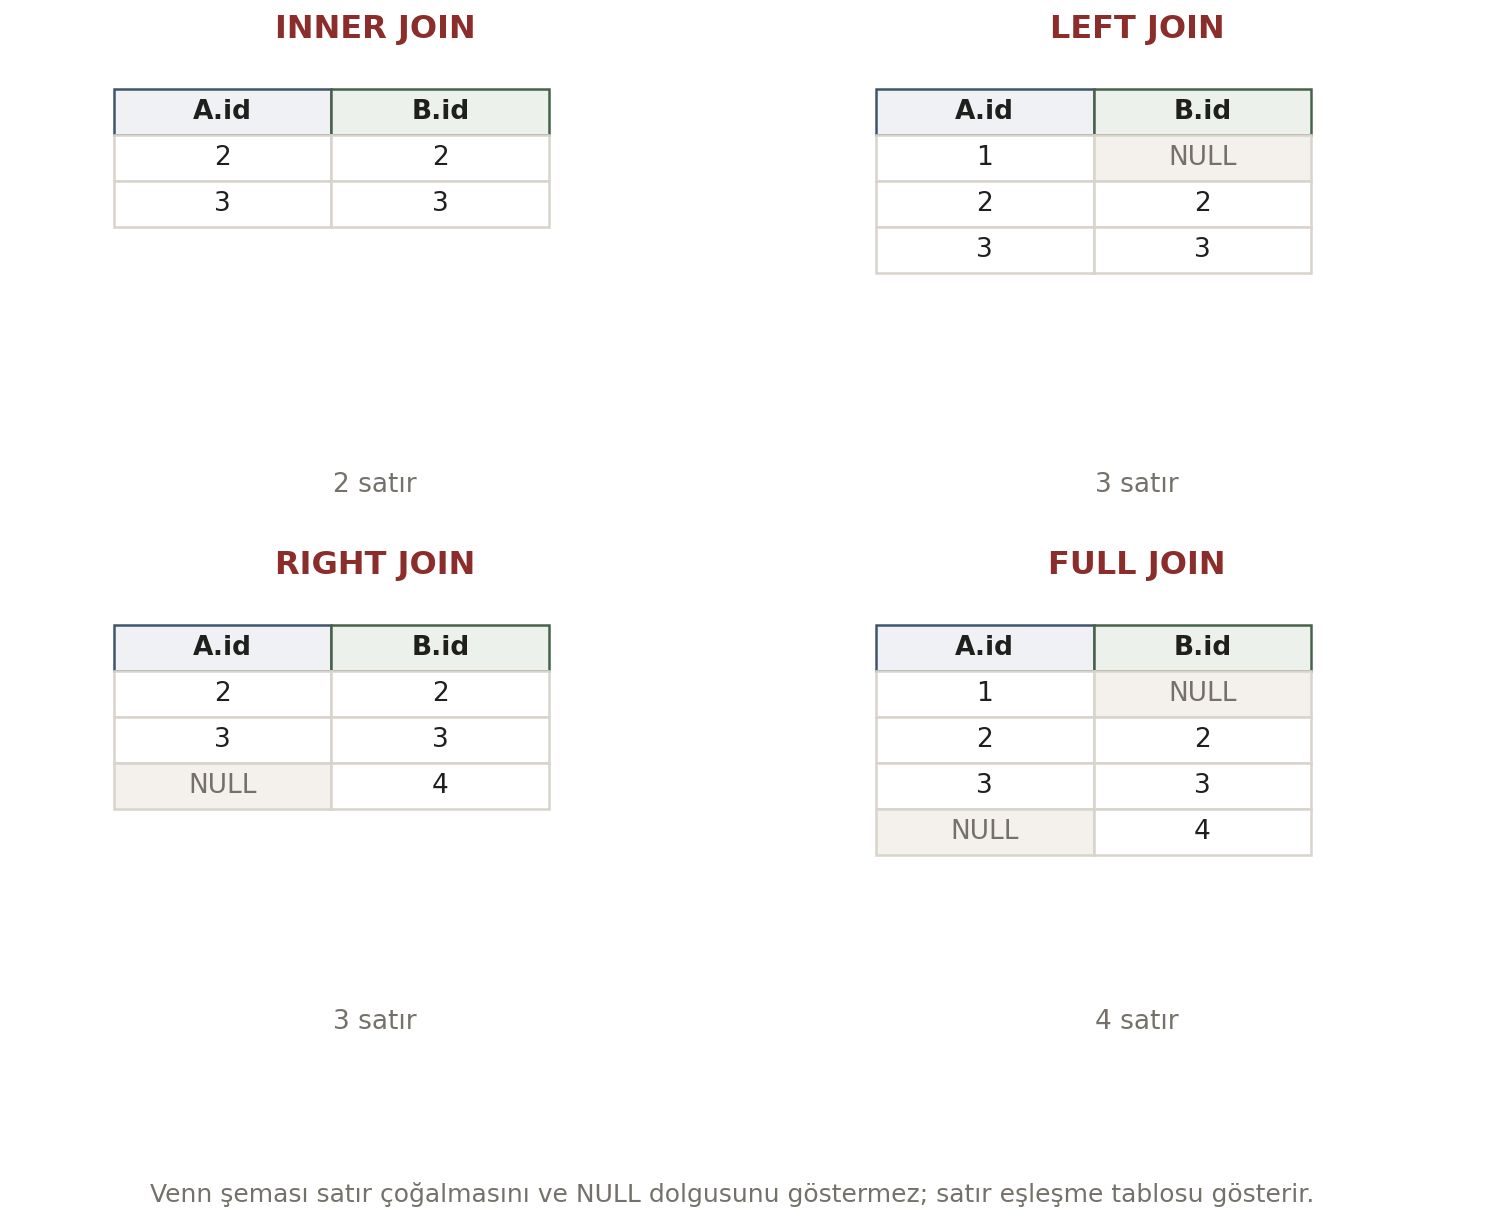 INNER JOIN
A.id B.id
2 2
3 3
2 satır
LEFT JOIN
A.id B.id
1 NULL
2 2
3 3
3 satır
RIGHT JOIN
A.id B.id
2 2
3 3
NULL 4
3 satır
FULL JOIN
A.id B.id
1 NULL
2 2
3 3
NULL 4
4 satır
Venn şeması satır çoğalmasını ve NULL dolgusunu göstermez; satır eşleşme tablosu gösterir.